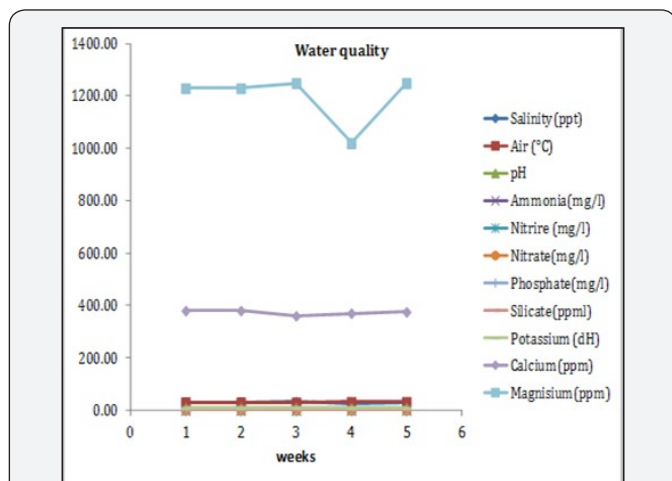 Water quality
1400.00
1200.00
1000.00
800.00
600.00
400.00
200.00
0.00
0 1 2 3 4 5 6
weeks
Salinity(ppt)
Air (°C)
pH
Ammonia(mg/l)
Nitrire (mg/l)
Nitrate(mg/l)
Phosphate(mg/l)
Silicate(ppml)
Potassium (dH)
Calcium(ppm)
Magnisium(ppm)